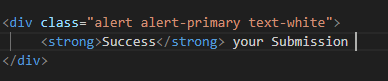 <div class="alert alert-primary text-white">
<strong>Success</strong> your Submission
</div>